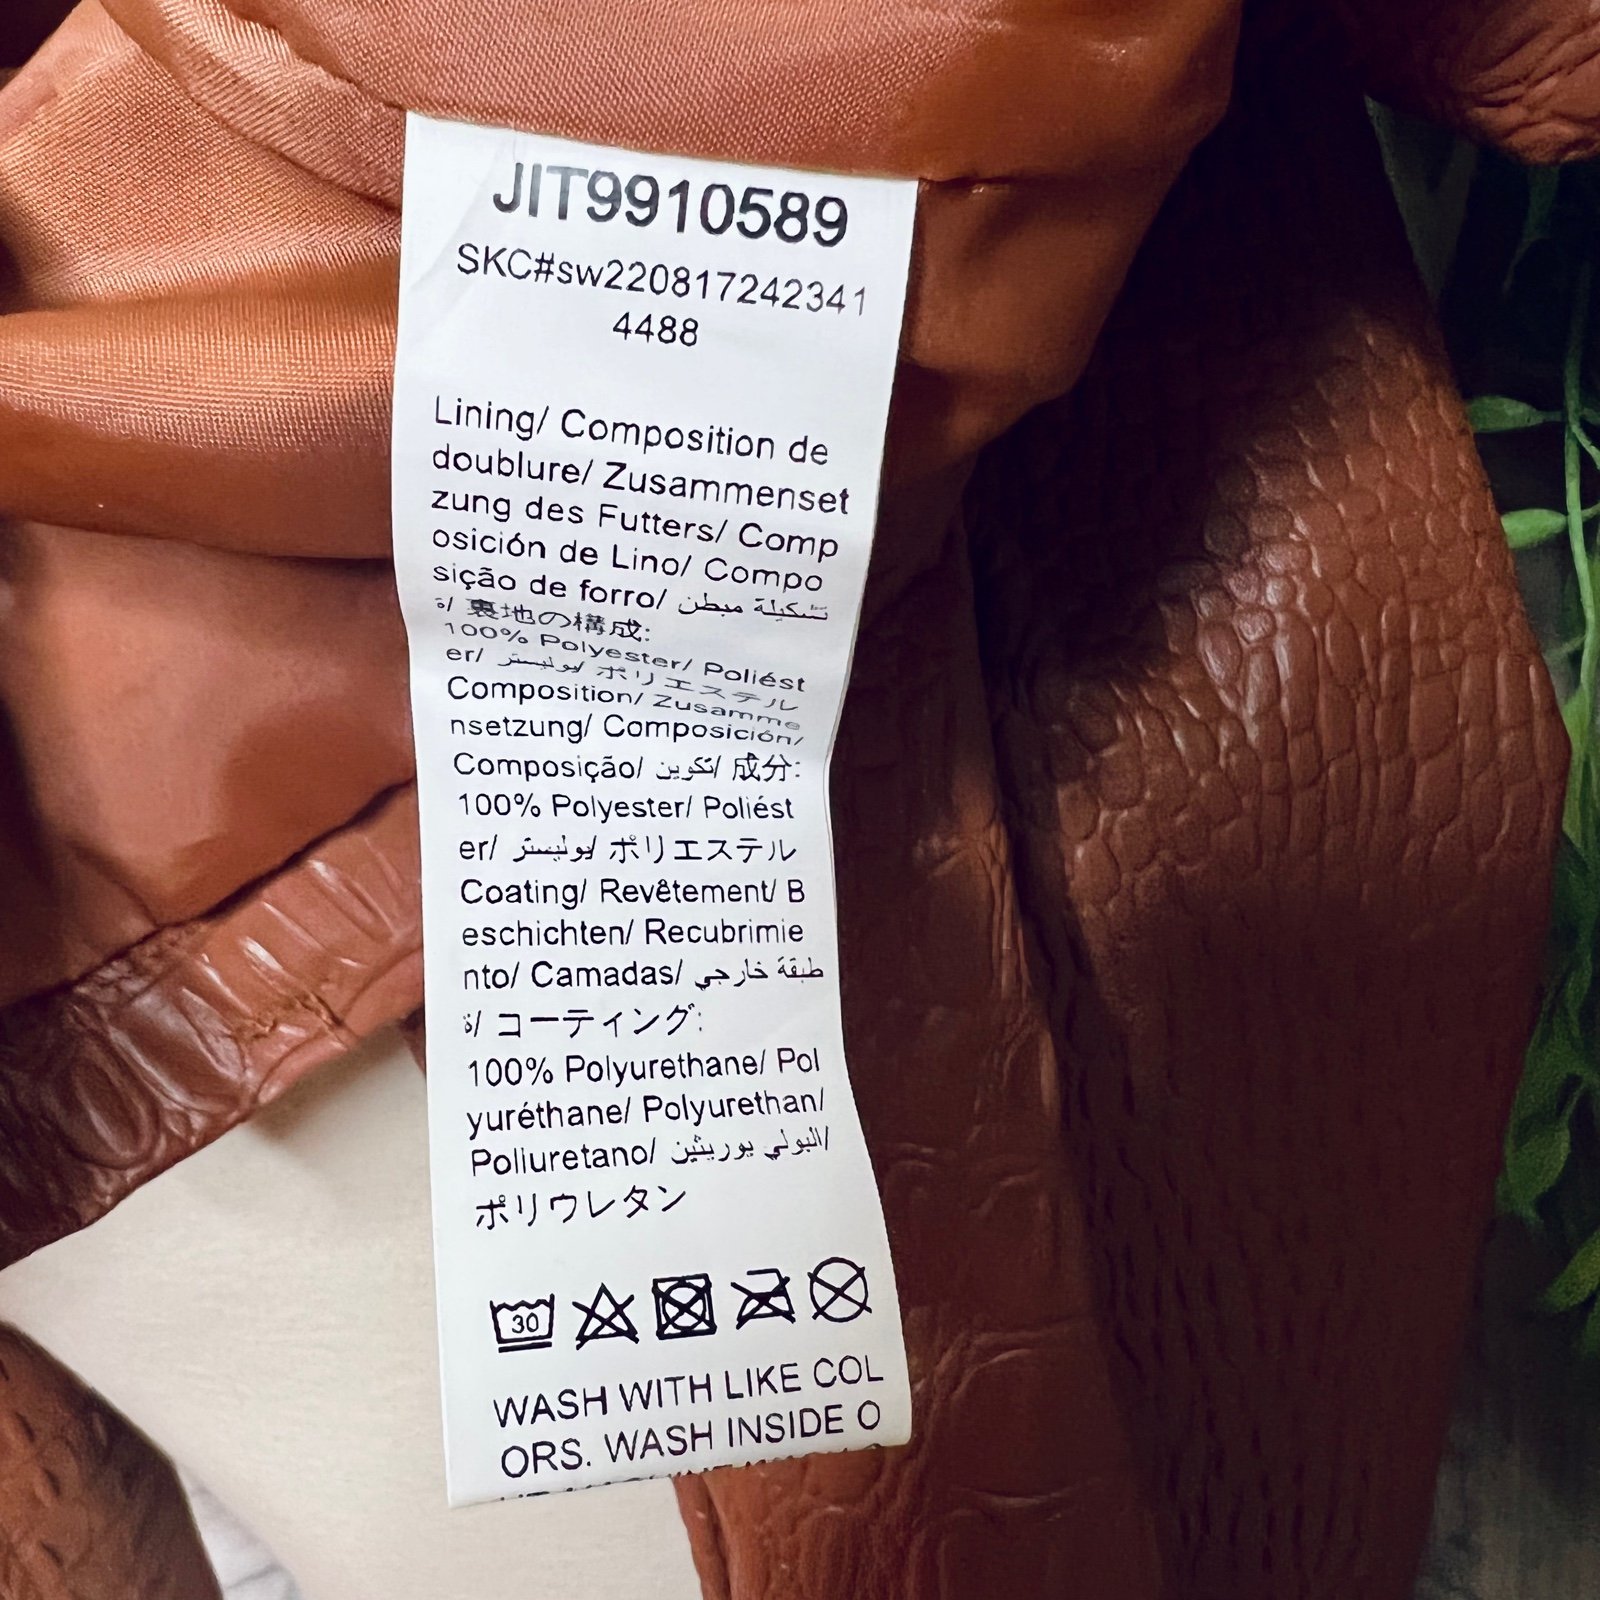 JIT9910589
SKC#sw220817242341
4488
Lining/ Composition de
doublure/ Zusammenset
zung des Futters/ Comp
osición de Lino/ Compo
sição de forro/ تشكيلة مبطن
ة/ 裏地の構成:
100% Polyester/ Poliést
er/ بوليستر/ ポリエステル
Composition/ Zusamme
nsetzung/ Composición/
Composição/ تكوين/ 成分:
100% Polyester/ Poliést
er/ بوليستر/ ポリエステル
Coating/ Revêtement/ B
eschichten/ Recubrimie
nto/ Camadas/ طبقة خارجي
ة/ コーティング:
100% Polyurethane/ Pol
yuréthane/ Polyurethan/
Poliuretano/ البولي يوريثين/
ポリウレタン
30
WASH WITH LIKE COL
ORS. WASH INSIDE O